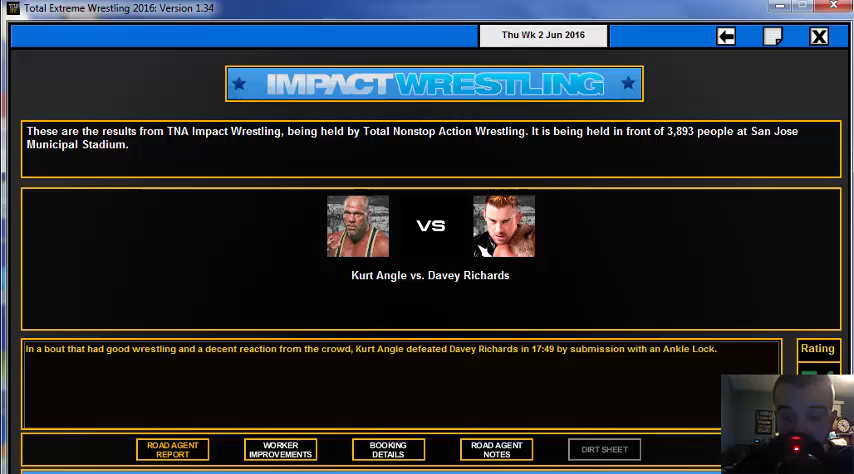 Total Extreme Wrestling 2016: Version 1.34
Thu Wk 2 Jun 2016
IMPACT WRESTLING
These are the results from TNA Impact Wrestling, being held by Total Nonstop Action Wrestling. It is being held in front of 3,893 people at San Jose
Municipal Stadium.
VS
Kurt Angle vs. Davey Richards
In a bout that had good wrestling and a decent reaction from the crowd, Kurt Angle defeated Davey Richards in 17:49 by submission with an Ankle Lock.
Rating
ROAD AGENT
REPORT
WORKER
IMPROVEMENTS
BOOKING
DETAILS
ROAD AGENT
NOTES
DIRT SHEET